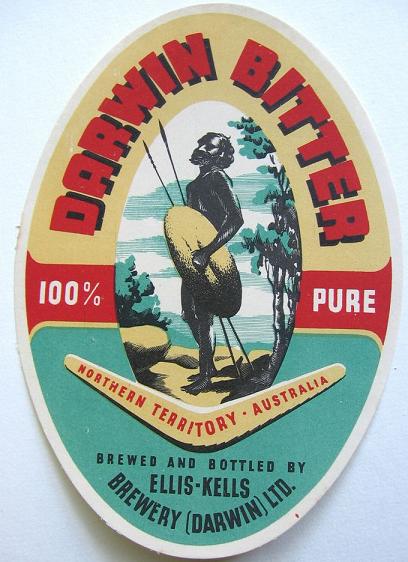 DARWIN BITTER
100% PURE
NORTHERN TERRITORY · AUSTRALIA
BREWED AND BOTTLED BY
ELLIS-KELLS
BREWERY (DARWIN) LTD.